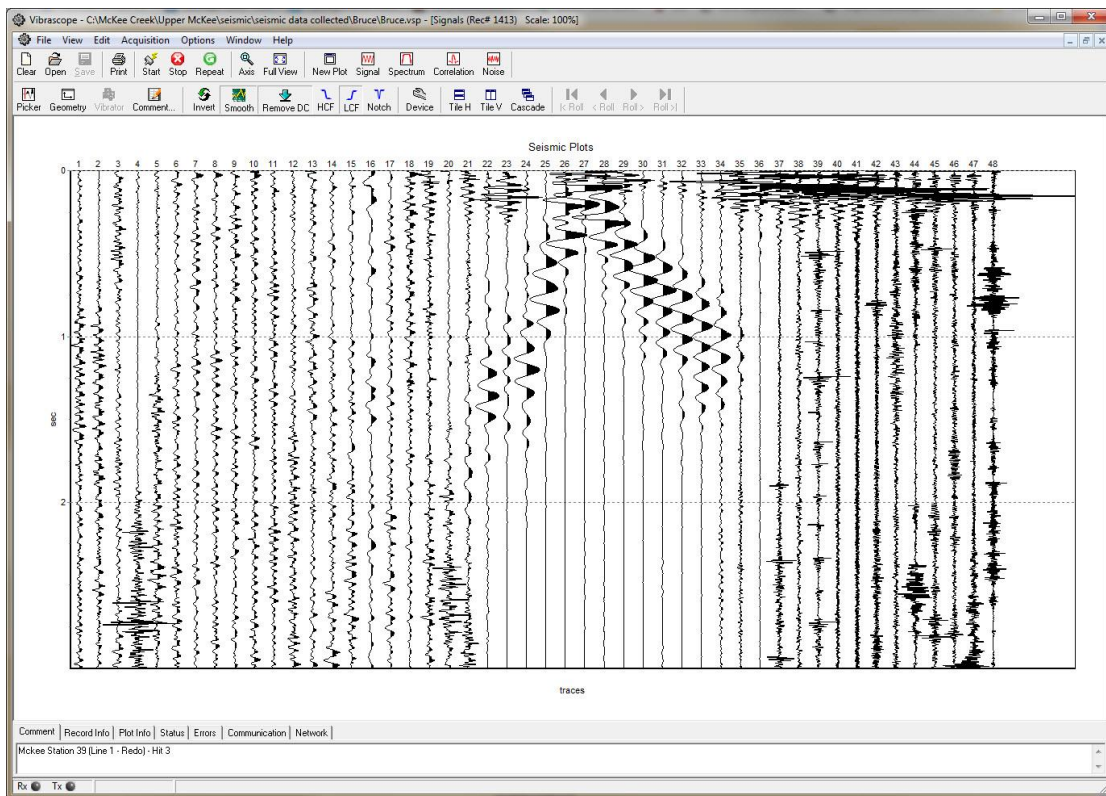 Vibrascope - C:\McKee Creek\Upper McKee\seismic\seismic data collected\Bruce\Bruce.vsp - [Signals (Rec# 1413) Scale: 100%]
File View Edit Acquisition Options Window Help
Clear Open Save Print Start Stop Repeat Axis Full View New Plot Signal Spectrum Correlation Noise
Picker Geometry Vibrator Comment... Invert Smooth Remove DC HCF LCF Notch Device Tile H Tile V Cascade |< Roll < Roll Roll > Roll >|
Seismic Plots
1 2 3 4 5 6 7 8 9 10 11 12 13 14 15 16 17 18 19 20 21 22 23 24 25 26 27 28 29 30 31 32 33 34 35 36 37 38 39 40 41 42 43 44 45 46 47 48
0
1
sec
2
traces
Comment Record Info Plot Info Status Errors Communication Network
Mckee Station 39 (Line 1 - Redo) - Hit 3
Rx Tx